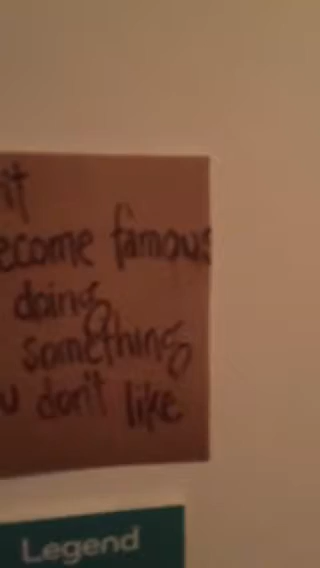 it
ecome famous
doing
something
u don't like
Legend